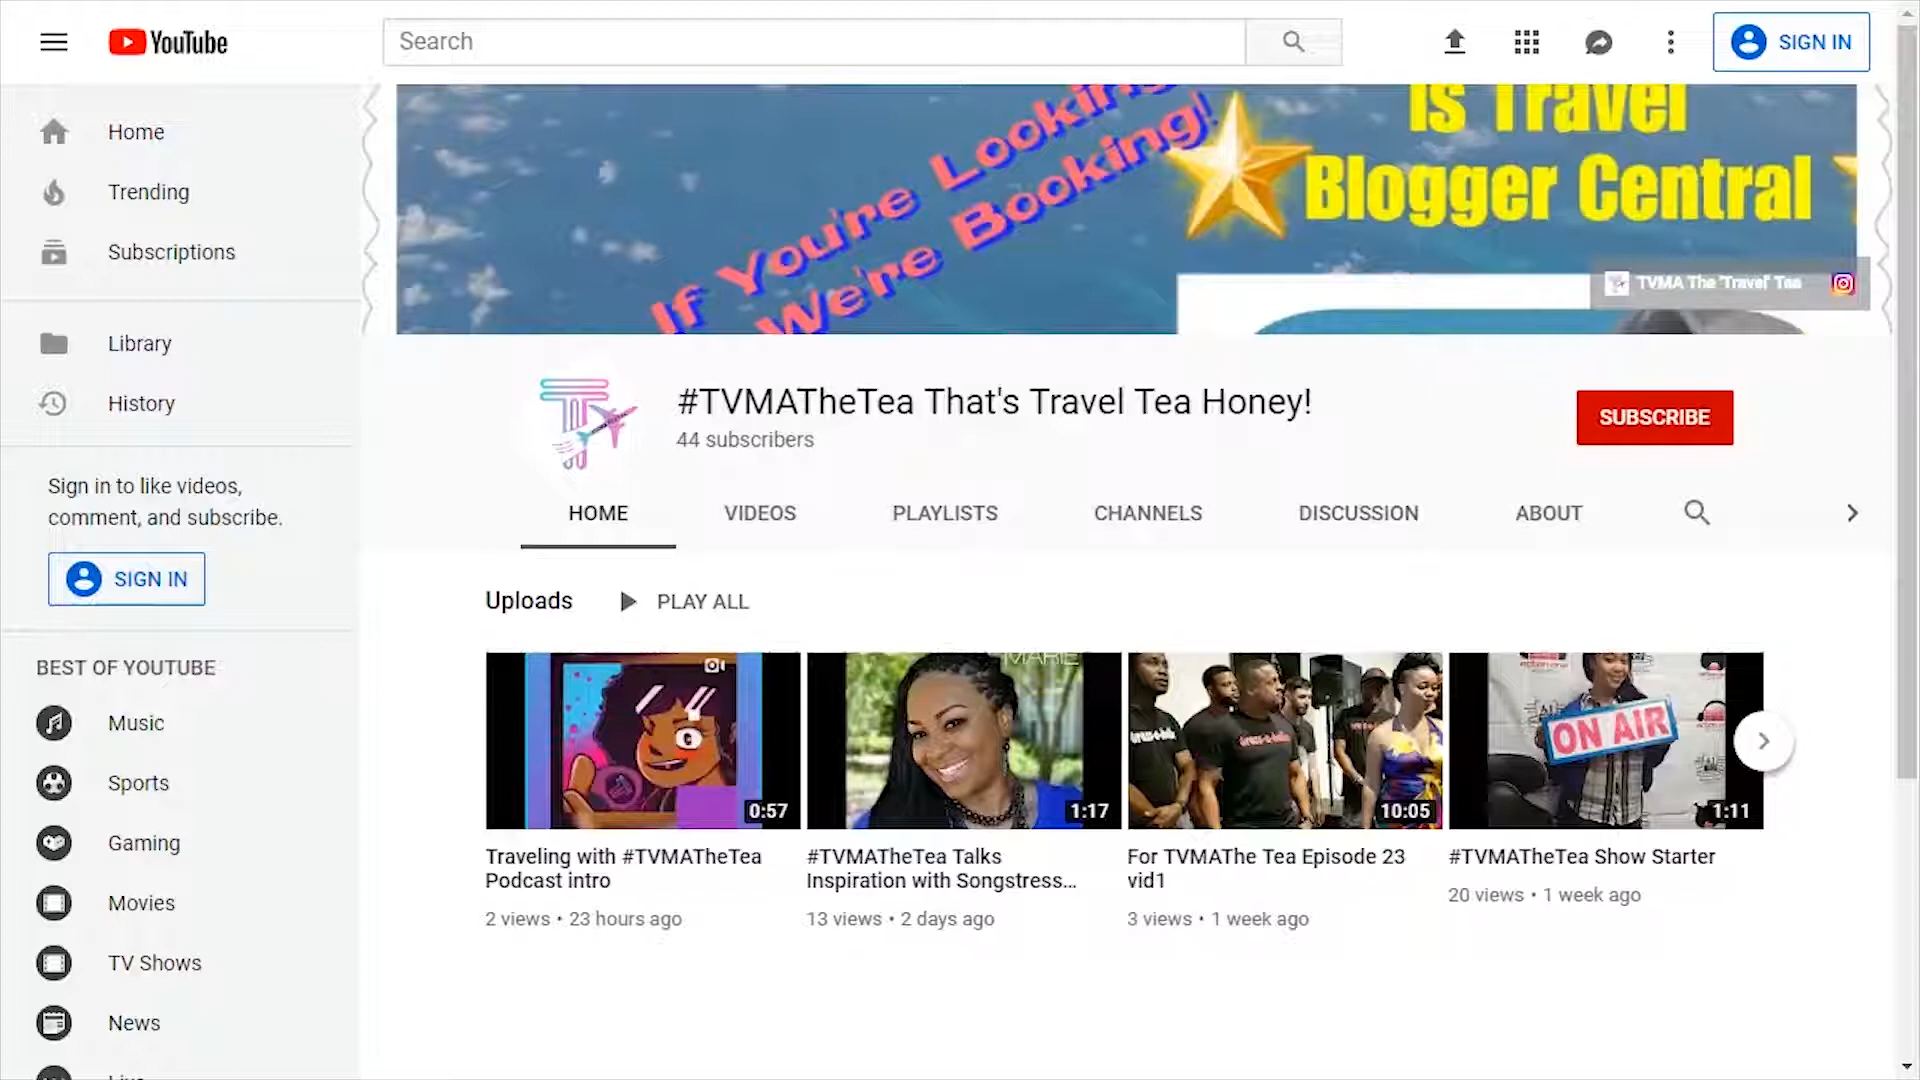 YouTube
Search
SIGN IN
Home
Trending
Subscriptions
Library
History
Sign in to like videos,
comment, and subscribe.
SIGN IN
BEST OF YOUTUBE
Music
Sports
Gaming
Movies
TV Shows
News
Live
If You're Looking
We're Booking!
Is Travel
Blogger Central
TVMA The 'Travel' Tea
#TVMATheTea That's Travel Tea Honey!
44 subscribers
SUBSCRIBE
HOME
VIDEOS
PLAYLISTS
CHANNELS
DISCUSSION
ABOUT
Uploads
PLAY ALL
0:57
MARIE
1:17
10:05
ON AIR
1:11
Traveling with #TVMATheTea
Podcast intro
2 views • 23 hours ago
#TVMATheTea Talks
Inspiration with Songstress...
13 views • 2 days ago
For TVMAThe Tea Episode 23
vid1
3 views • 1 week ago
#TVMATheTea Show Starter
20 views • 1 week ago